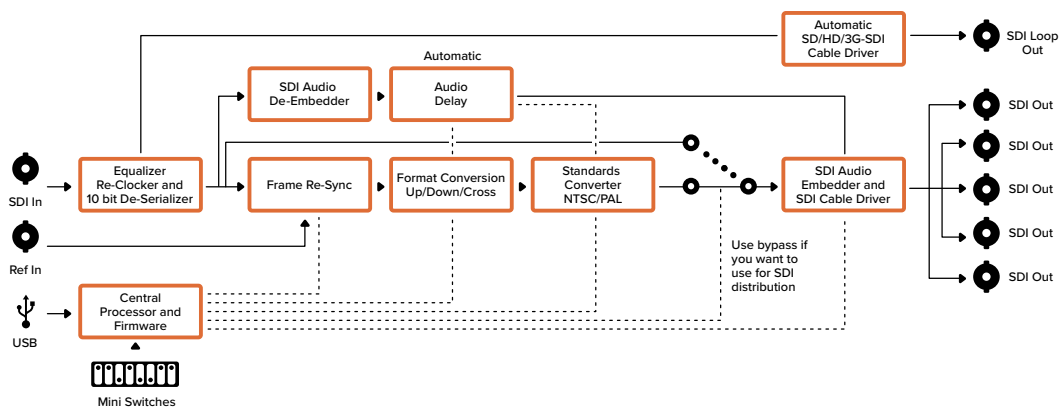 Automatic
SD/HD/3G-SDI
Cable Driver
SDI Loop
Out
Automatic
SDI Audio
De-Embedder
Audio
Delay
SDI Out
SDI Out
SDI In
Equalizer
Re-Clocker and
10 bit De-Serializer
Frame Re-Sync
Format Conversion
Up/Down/Cross
Standards
Converter
NTSC/PAL
SDI Audio
Embedder and
SDI Cable Driver
SDI Out
SDI Out
SDI Out
Ref In
Use bypass if
you want to
use for SDI
distribution
USB
Central
Processor and
Firmware
Mini Switches